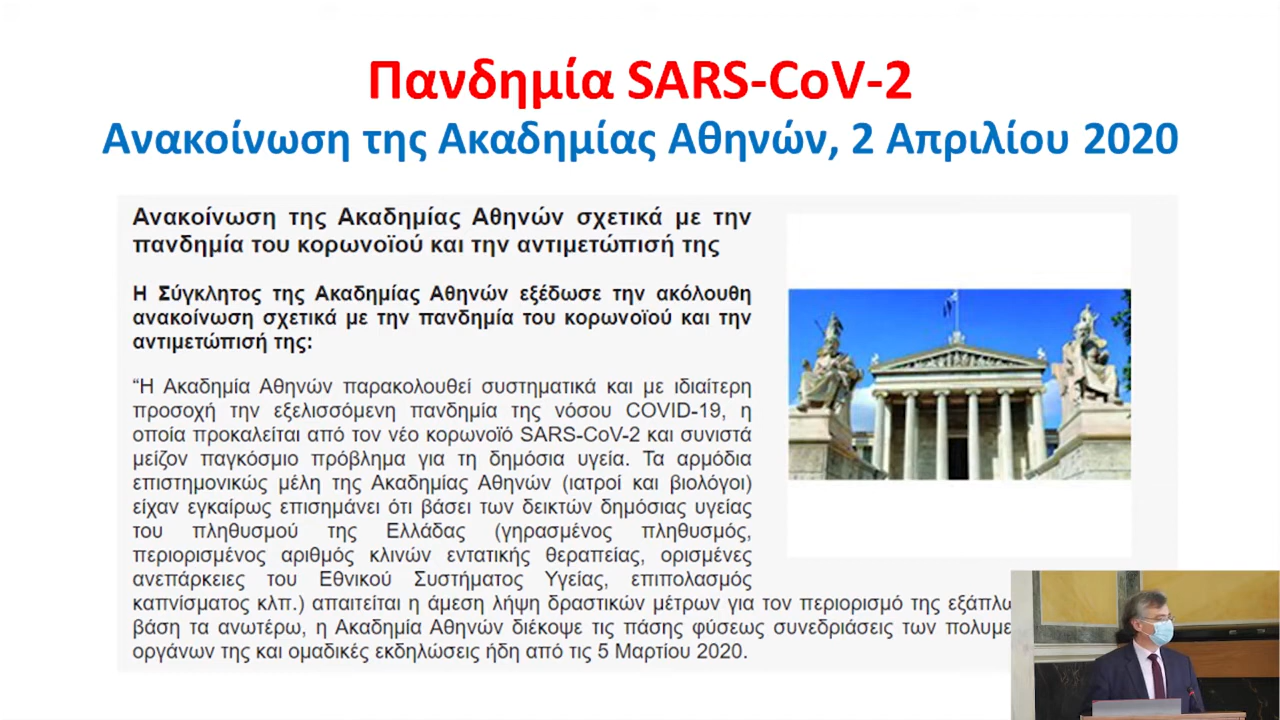 Πανδημία SARS-CoV-2
Ανακοίνωση της Ακαδημίας Αθηνών, 2 Απριλίου 2020
Ανακοίνωση της Ακαδημίας Αθηνών σχετικά με την
πανδημία του κορωνοϊού και την αντιμετώπισή της
Η Σύγκλητος της Ακαδημίας Αθηνών εξέδωσε την ακόλουθη
ανακοίνωση σχετικά με την πανδημία του κορωνοϊού και την
αντιμετώπισή της:
“Η Ακαδημία Αθηνών παρακολουθεί συστηματικά και με ιδιαίτερη
προσοχή την εξελισσόμενη πανδημία της νόσου COVID-19, η
οποία προκαλείται από τον νέο κορωνοϊό SARS-CoV-2 και συνιστά
μείζον παγκόσμιο πρόβλημα για τη δημόσια υγεία. Τα αρμόδια
επιστημονικώς μέλη της Ακαδημίας Αθηνών (ιατροί και βιολόγοι)
είχαν εγκαίρως επισημάνει ότι βάσει των δεικτών δημόσιας υγείας
του πληθυσμού της Ελλάδας (γηρασμένος πληθυσμός,
περιορισμένος αριθμός κλινών εντατικής θεραπείας, ορισμένες
ανεπάρκειες του Εθνικού Συστήματος Υγείας, επιπολασμός
καπνίσματος κλπ.) απαιτείται η άμεση λήψη δραστικών μέτρων για τον περιορισμό της εξάπλω
βάση τα ανωτέρω, η Ακαδημία Αθηνών διέκοψε τις πάσης φύσεως συνεδριάσεις των πολυμε
οργάνων της και ομαδικές εκδηλώσεις ήδη από τις 5 Μαρτίου 2020.